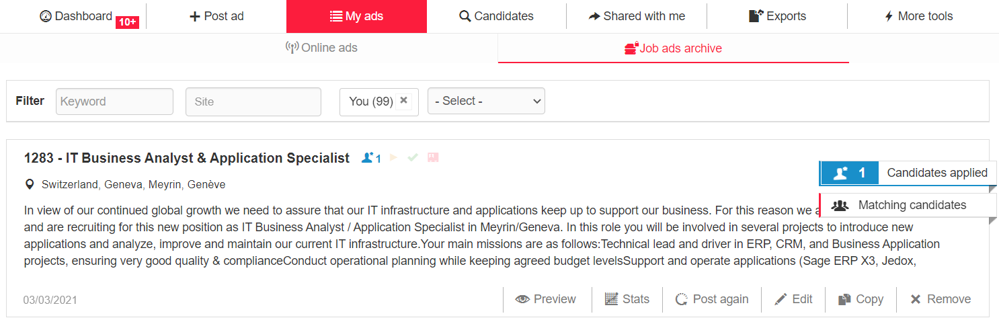 Dashboard 10+ Post ad My ads Candidates Shared with me Exports More tools
Online ads Job ads archive
Filter Keyword Site You (99) × - Select -
1283 - IT Business Analyst & Application Specialist 1
Candidates applied 1
Switzerland, Geneva, Meyrin, Genève
Matching candidates
In view of our continued global growth we need to assure that our IT infrastructure and applications keep up to support our business. For this reason we
and are recruiting for this new position as IT Business Analyst / Application Specialist in Meyrin/Geneva. In this role you will be involved in several projects to introduce new
applications and analyze, improve and maintain our current IT infrastructure.Your main missions are as follows:Technical lead and driver in ERP, CRM, and Business Application
projects, ensuring very good quality & complianceConduct operational planning while keeping agreed budget levelsSupport and operate applications (Sage ERP X3, Jedox,
03/03/2021 Preview Stats Post again Edit Copy Remove